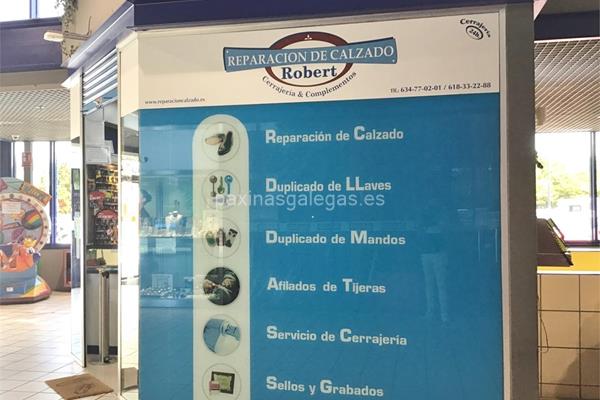 Cerrajería
24h
REPARACION DE CALZADO
Robert
Cerrajería & Complementos
www.reparacioncalzado.es
Tlf.: 634-77-02-01 / 618-33-22-88
Reparación de Calzado
Duplicado de LLaves
paxinasgalegas.es
Duplicado de Mandos
Afilados de Tijeras
Servicio de Cerrajería
Sellos y Grabados